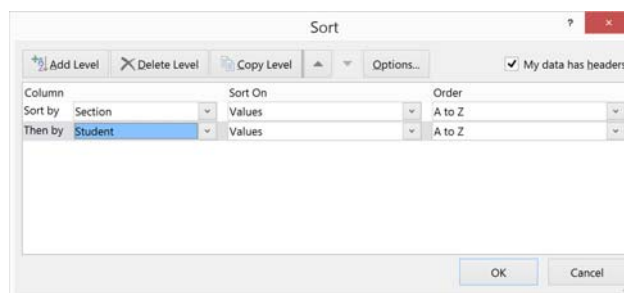 Sort ?
Add Level Delete Level Copy Level Options... My data has headers
Column Sort On Order
Sort by Section Values A to Z
Then by Student Values A to Z
OK Cancel